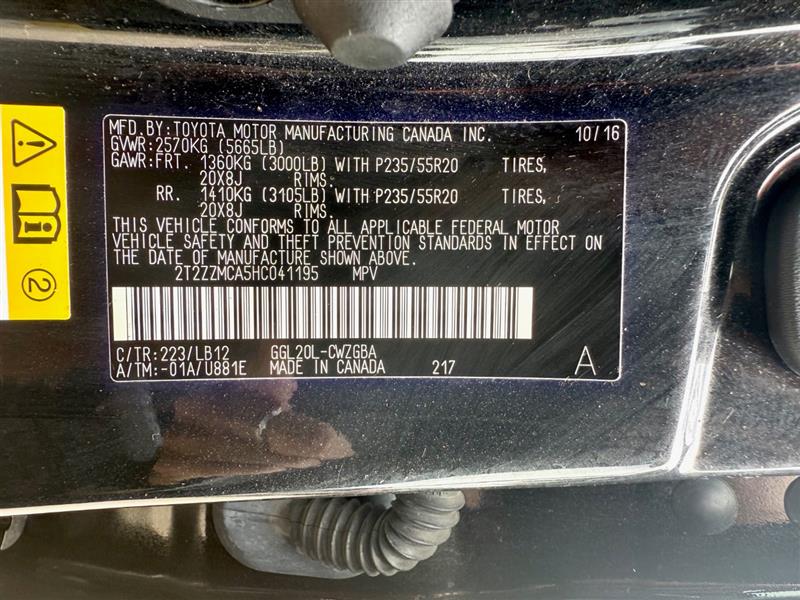 MFD.BY:TOYOTA MOTOR MANUFACTURING CANADA INC. 10/16
GVWR:2570KG (5665LB)
GAWR:FRT. 1360KG (3000LB) WITH P235/55R20 TIRES,
20X8J RIMS.
RR. 1410KG (3105LB) WITH P235/55R20 TIRES,
20X8J RIMS.
THIS VEHICLE CONFORMS TO ALL APPLICABLE FEDERAL MOTOR
VEHICLE SAFETY AND THEFT PREVENTION STANDARDS IN EFFECT ON
THE DATE OF MANUFACTURE SHOWN ABOVE.
2T2ZZMCA5HC041195 MPV
C/TR:223/LB12 GGL20L-CWZGBA
A/TM:-01A/U881E MADE IN CANADA 217 A
2